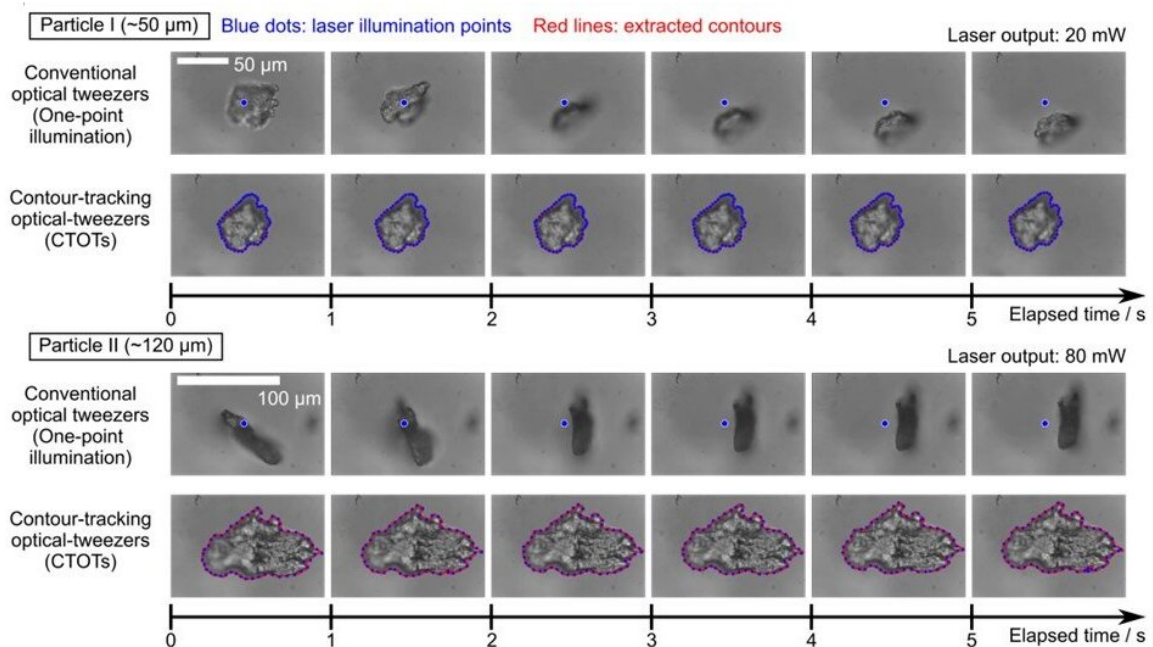 Particle I (~50 μm) Blue dots: laser illumination points Red lines: extracted contours
Laser output: 20 mW
Conventional
optical tweezers
(One-point
illumination)
50 μm
Contour-tracking
optical-tweezers
(CTOTs)
0 1 2 3 4 5 Elapsed time / s
Particle II (~120 μm)
Laser output: 80 mW
Conventional
optical tweezers
(One-point
illumination)
100 μm
Contour-tracking
optical-tweezers
(CTOTs)
0 1 2 3 4 5 Elapsed time / s